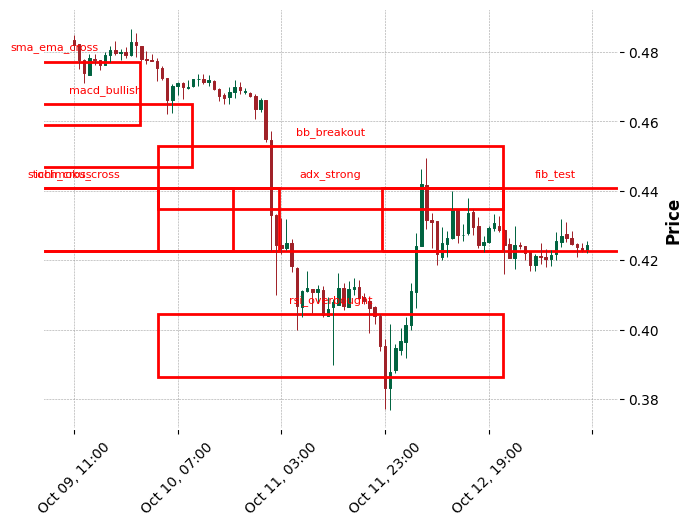 sma_ema_cross
macd_bullish
bb_breakout
ichimoku_cross
adx_strong
fib_test
rsi_overbought
0.48
0.46
0.44
0.42
0.40
0.38
Price
Oct 09, 11:00
Oct 10, 07:00
Oct 11, 03:00
Oct 11, 23:00
Oct 12, 19:00